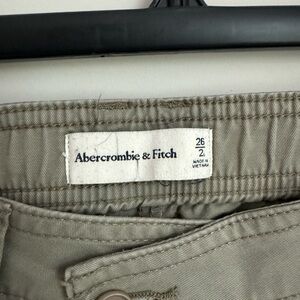 Abercrombie & Fitch
26
2
MADE IN
VIETNAM